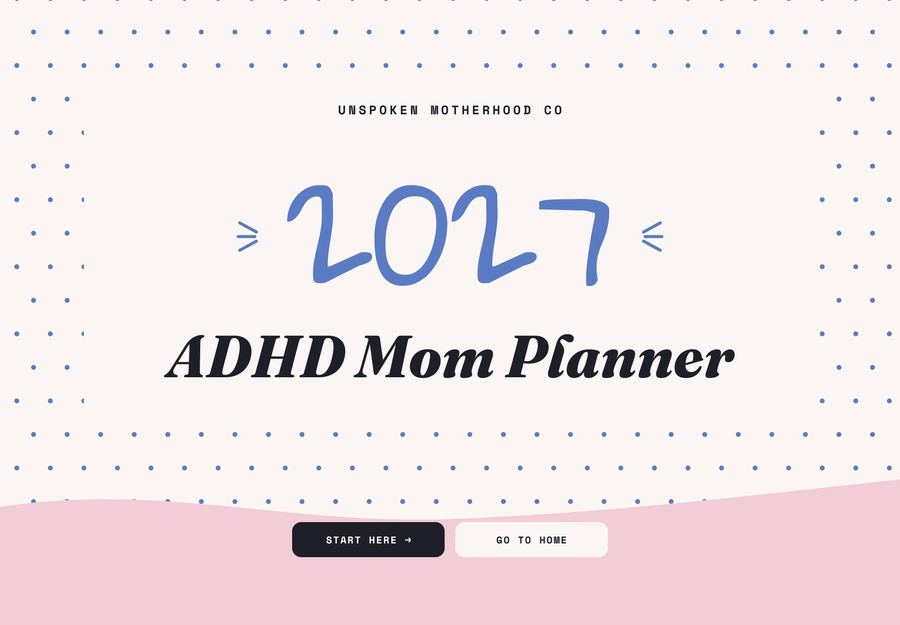 UNSPOKEN MOTHERHOOD CO
2027
ADHD Mom Planner
START HERE →
GO TO HOME